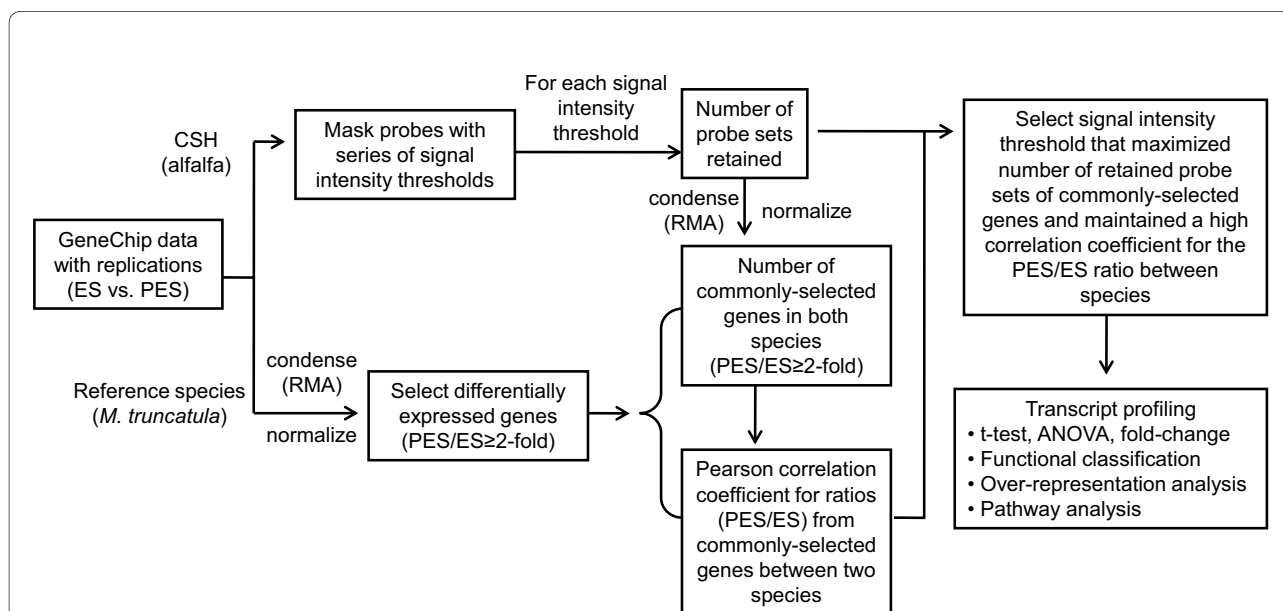 GeneChip data
with replications
(ES vs. PES)
CSH
(alfalfa)
Mask probes with
series of signal
intensity thresholds
For each signal
intensity
threshold
Number of
probe sets
retained
condense
(RMA)
normalize
Reference species
(M. truncatula)
condense
(RMA)
normalize
Select differentially
expressed genes
(PES/ES≥2-fold)
Number of
commonly-selected
genes in both
species
(PES/ES≥2-fold)
Pearson correlation
coefficient for ratios
(PES/ES) from
commonly-selected
genes between two
species
Select signal intensity
threshold that maximized
number of retained probe
sets of commonly-selected
genes and maintained a high
correlation coefficient for the
PES/ES ratio between
species
Transcript profiling
• t-test, ANOVA, fold-change
• Functional classification
• Over-representation analysis
• Pathway analysis